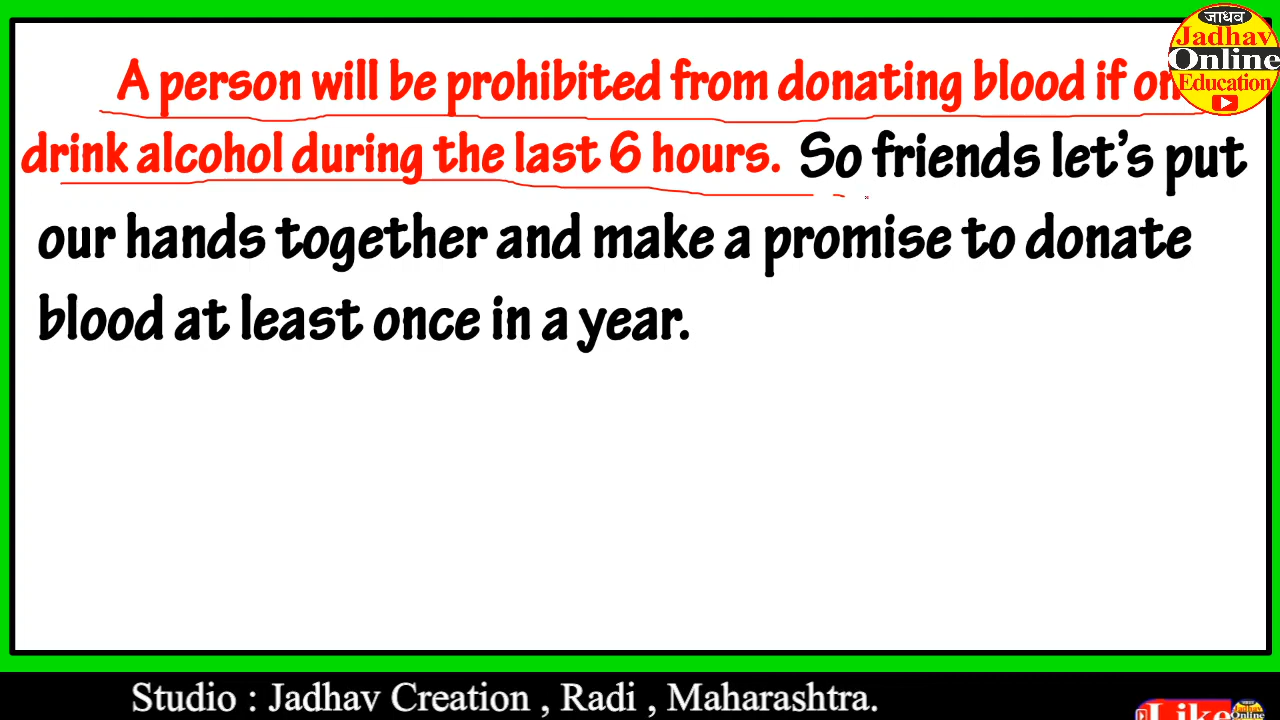 जाधव
Jadhav
Online
Education
A person will be prohibited from donating blood if
drink alcohol during the last 6 hours. So friends let's put
our hands together and make a promise to donate
blood at least once in a year.
Studio : Jadhav Creation , Radi , Maharashtra.
Like
Online